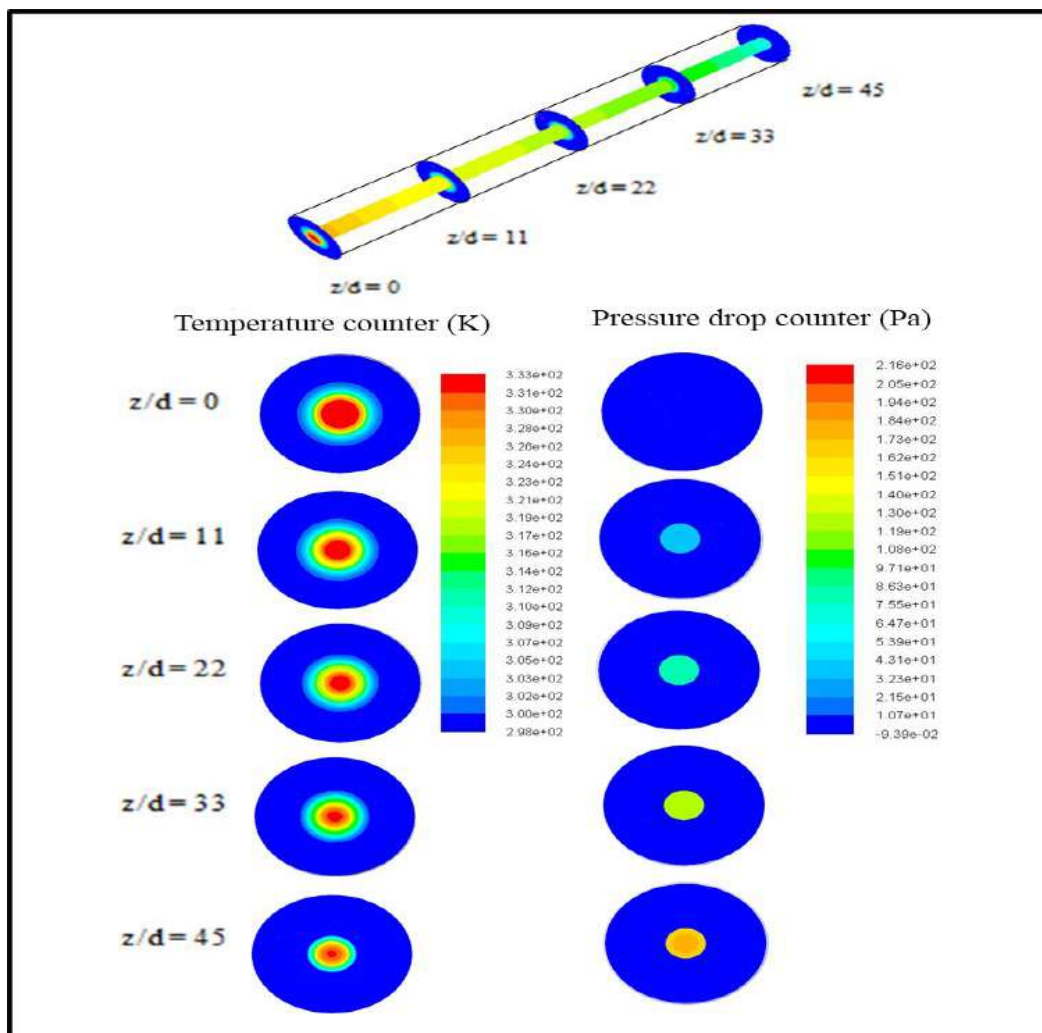 z/d = 45
z/d = 33
z/d = 22
z/d = 11
z/d = 0
Temperature counter (K)
Pressure drop counter (Pa)
z/d = 0
z/d = 11
z/d = 22
z/d = 33
z/d = 45
3.33e+02
3.31e+02
3.30e+02
3.28e+02
3.26e+02
3.24e+02
3.23e+02
3.21e+02
3.19e+02
3.17e+02
3.16e+02
3.14e+02
3.12e+02
3.10e+02
3.09e+02
3.07e+02
3.05e+02
3.03e+02
3.02e+02
3.00e+02
2.98e+02
2.16e+02
2.05e+02
1.94e+02
1.84e+02
1.73e+02
1.62e+02
1.51e+02
1.40e+02
1.30e+02
1.19e+02
1.08e+02
9.71e+01
8.63e+01
7.55e+01
6.47e+01
5.39e+01
4.31e+01
3.23e+01
2.15e+01
1.07e+01
-9.39e-02